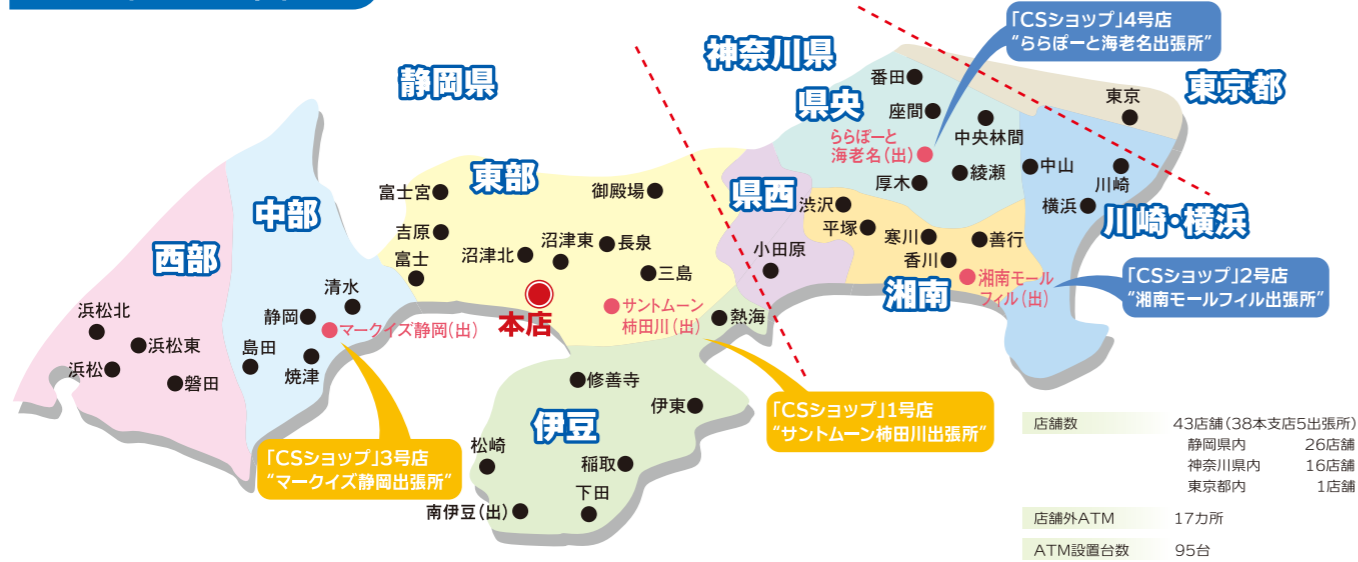 静岡県
神奈川県
東京都
西部
中部
東部
伊豆
県西
県央
湘南
川崎・横浜
浜松北
浜松東
浜松
磐田
清水
静岡
マークイズ静岡(出)
島田
焼津
富士宮
吉原
富士
御殿場
沼津北
沼津東
長泉
三島
本店
サントムーン
柿田川(出)
熱海
修善寺
伊東
松崎
稲取
下田
南伊豆(出)
小田原
番田
座間
ららぽーと
海老名(出)
中央林間
厚木
綾瀬
渋沢
平塚
寒川
香川
善行
湘南モール
フィル(出)
東京
中山
川崎
横浜
「CSショップ」4号店
“ららぽーと海老名出張所”
「CSショップ」2号店
“湘南モールフィル出張所”
「CSショップ」1号店
“サントムーン柿田川出張所”
「CSショップ」3号店
“マークイズ静岡出張所”
店舗数 43店舗(38本支店5出張所)
静岡県内 26店舗
神奈川県内 16店舗
東京都内 1店舗
店舗外ATM 17カ所
ATM設置台数 95台